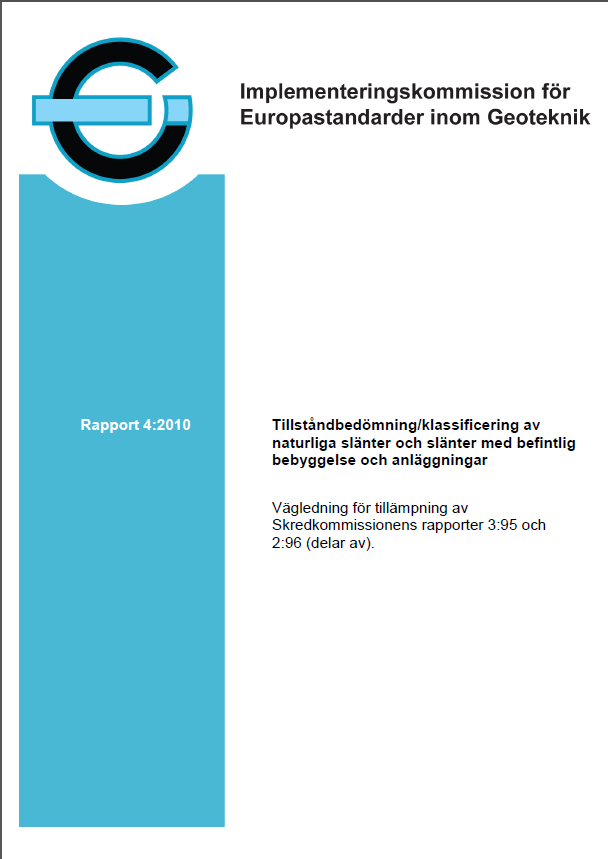 Implementeringskommission för
Europastandarder inom Geoteknik
Rapport 4:2010
Tillståndbedömning/klassificering av
naturliga slänter och slänter med befintlig
bebyggelse och anläggningar
Vägledning för tillämpning av
Skredkommissionens rapporter 3:95 och
2:96 (delar av).